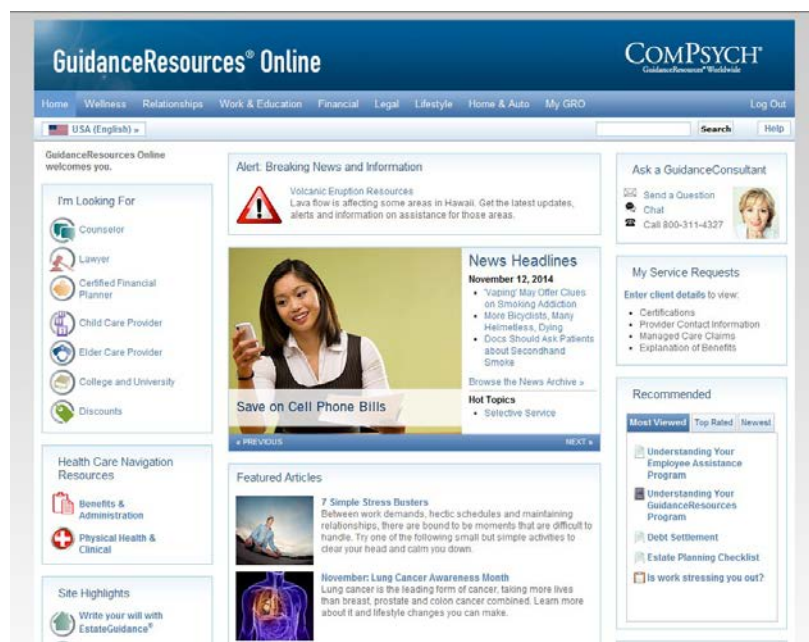 GuidanceResources® Online
COMPSYCH®
GuidanceResources® Worldwide
Home Wellness Relationships Work & Education Financial Legal Lifestyle Home & Auto My GRO Log Out
USA (English) »
Search
Help
GuidanceResources Online
welcomes you.
I'm Looking For
Counselor
Lawyer
Certified Financial
Planner
Child Care Provider
Elder Care Provider
College and University
Discounts
Health Care Navigation
Resources
Benefits &
Administration
Physical Health &
Clinical
Site Highlights
Write your will with
EstateGuidance®
Alert: Breaking News and Information
Volcanic Eruption Resources
Lava flow is affecting some areas in Hawaii. Get the latest updates,
alerts and information on assistance for those areas.
Save on Cell Phone Bills
News Headlines
November 12, 2014
• 'Vaping' May Offer Clues
on Smoking Addiction
• More Bicyclists, Many
Helmetless, Dying
• Docs Should Ask Patients
about Secondhand
Smoke
Browse the News Archive »
Hot Topics
• Selective Service
« PREVIOUS
NEXT »
Featured Articles
7 Simple Stress Busters
Between work demands, hectic schedules and maintaining
relationships, there are bound to be moments that are difficult to
handle. Try one of the following small but simple activities to
clear your head and calm you down.
November: Lung Cancer Awareness Month
Lung cancer is the leading form of cancer, taking more lives
than breast, prostate and colon cancer combined. Learn more
about it and lifestyle changes you can make.
Ask a GuidanceConsultant
Send a Question
Chat
Call 800-311-4327
My Service Requests
Enter client details to view:
• Certifications
• Provider Contact Information
• Managed Care Claims
• Explanation of Benefits
Recommended
Most Viewed Top Rated Newest
Understanding Your
Employee Assistance
Program
Understanding Your
GuidanceResources
Program
Debt Settlement
Estate Planning Checklist
Is work stressing you out?